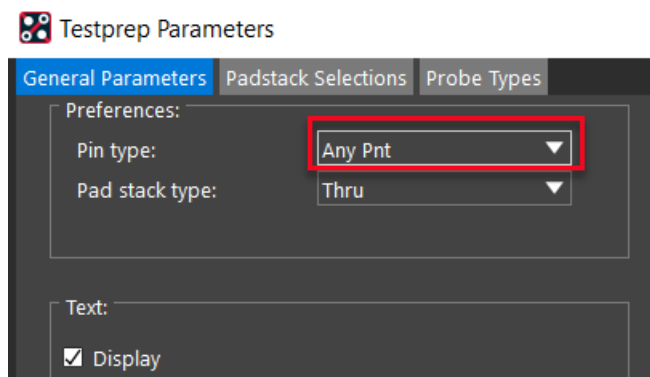 Testprep Parameters
General Parameters Padstack Selections Probe Types
Preferences:
Pin type: Any Pnt
Pad stack type: Thru
Text:
Display